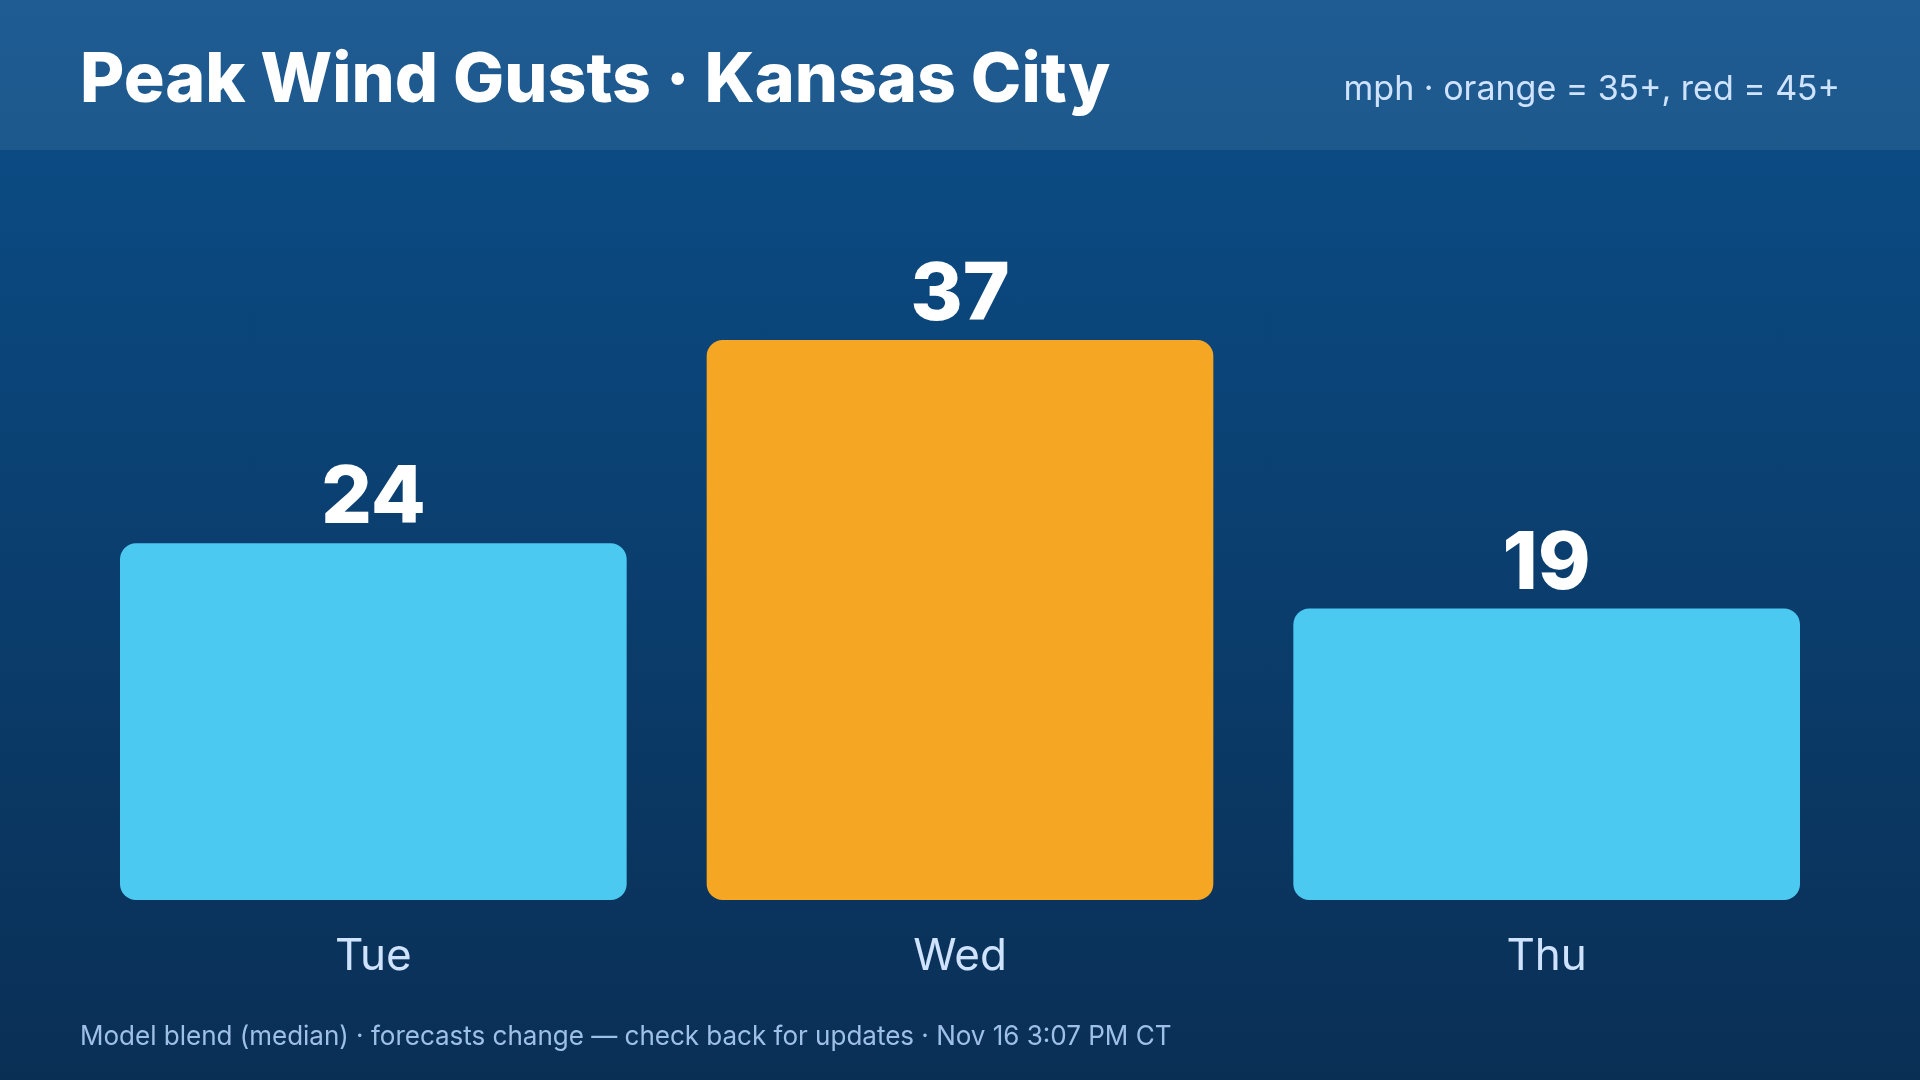 Peak Wind Gusts · Kansas City
mph · orange = 35+, red = 45+
37
24
19
Tue
Wed
Thu
Model blend (median) · forecasts change — check back for updates · Nov 16 3:07 PM CT